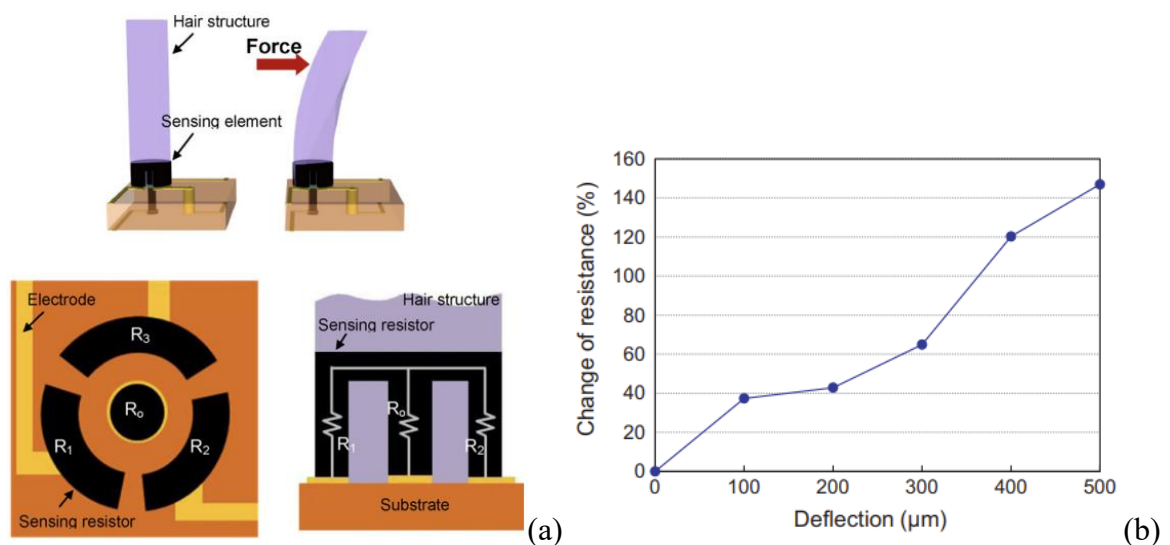 Hair structure
Force
Sensing element
Electrode
R3
Ro
R1
R2
Sensing resistor
Hair structure
Sensing resistor
Ro
R1
R2
Substrate
(a)
160
140
120
100
80
60
40
20
0
0 100 200 300 400 500
Change of resistance (%)
Deflection (µm)
(b)